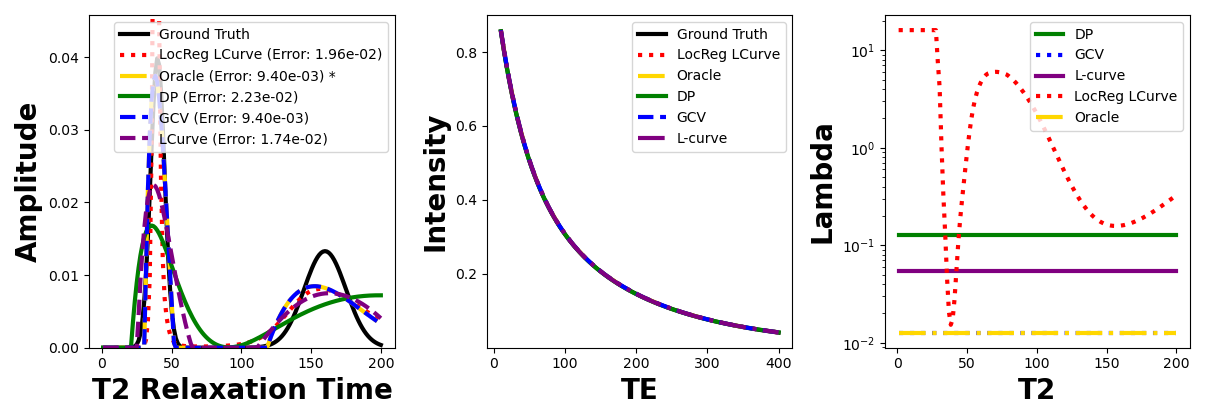 Amplitude
0.04
0.03
0.02
0.01
0.00
Ground Truth
LocReg LCurve (Error: 1.96e-02)
Oracle (Error: 9.40e-03) *
DP (Error: 2.23e-02)
GCV (Error: 9.40e-03)
LCurve (Error: 1.74e-02)
0 50 100 150 200
T2 Relaxation Time
Intensity
0.8
0.6
0.4
0.2
Ground Truth
LocReg LCurve
Oracle
DP
GCV
L-curve
0 100 200 300 400
TE
Lambda
10¹
10⁰
10⁻¹
10⁻²
DP
GCV
L-curve
LocReg LCurve
Oracle
0 50 100 150 200
T2